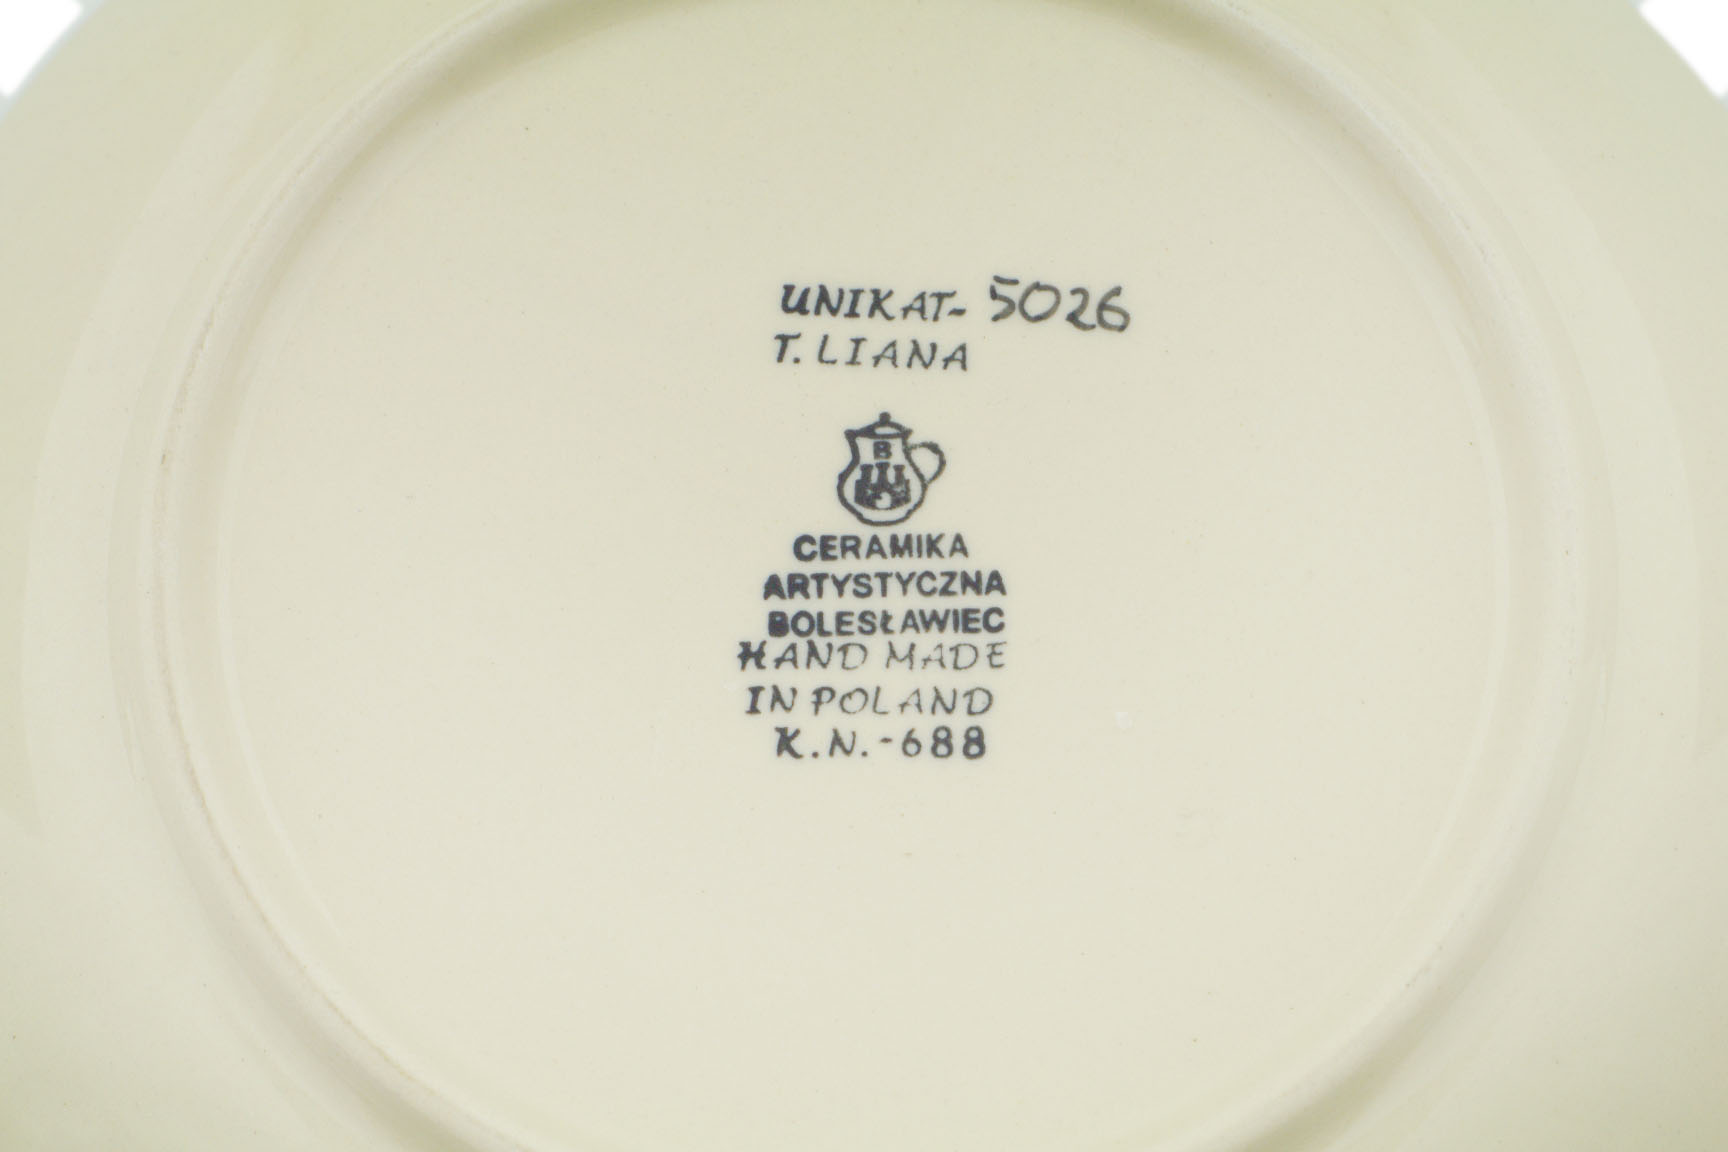 UNIKAT- 5026
T. LIANA
B
CERAMIKA
ARTYSTYCZNA
BOLESŁAWIEC
HAND MADE
IN POLAND
K.N.-688